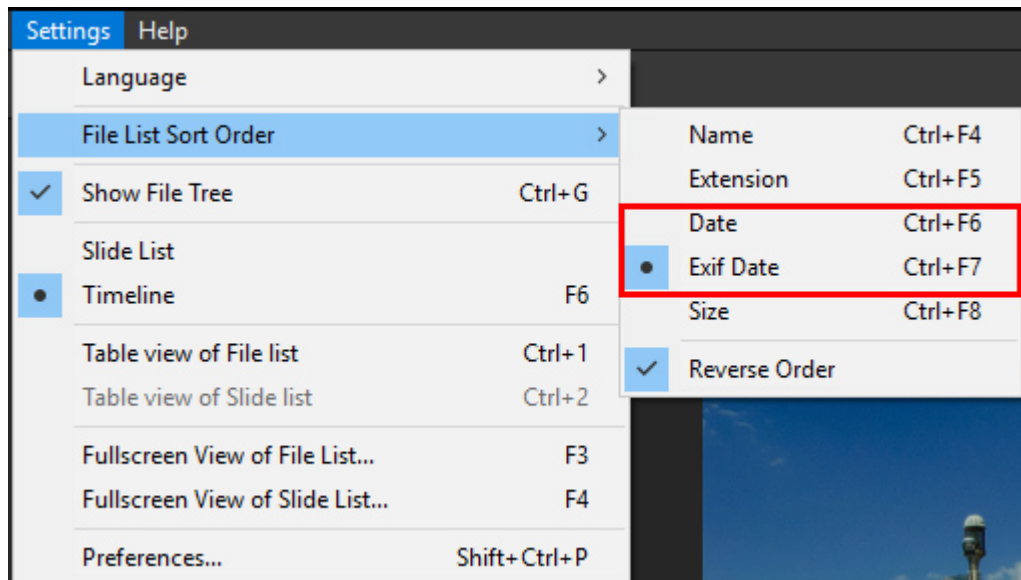 Settings Help
Language
File List Sort Order
Show File Tree Ctrl+G
Slide List
Timeline F6
Table view of File list Ctrl+1
Table view of Slide list Ctrl+2
Fullscreen View of File List... F3
Fullscreen View of Slide List... F4
Preferences... Shift+Ctrl+P
Name Ctrl+F4
Extension Ctrl+F5
Date Ctrl+F6
Exif Date Ctrl+F7
Size Ctrl+F8
Reverse Order